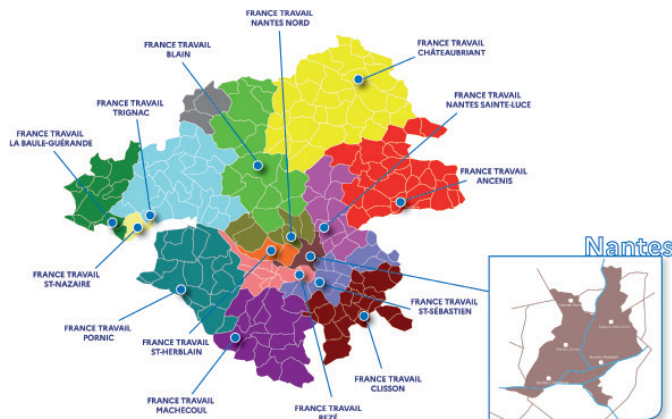 FRANCE TRAVAIL
NANTES NORD
FRANCE TRAVAIL
BLAIN
FRANCE TRAVAIL
CHÂTEAUBRIANT
FRANCE TRAVAIL
TRIGNAC
FRANCE TRAVAIL
NANTES SAINTE-LUCE
FRANCE TRAVAIL
LA BAULE-GUÉRANDE
FRANCE TRAVAIL
ANCENIS
Nantes
FRANCE TRAVAIL
ST-NAZAIRE
FRANCE TRAVAIL
ST-SÉBASTIEN
FRANCE TRAVAIL
PORNIC
FRANCE TRAVAIL
ST-HERBLAIN
FRANCE TRAVAIL
CLISSON
FRANCE TRAVAIL
MACHECOUL
FRANCE TRAVAIL
REZÉ